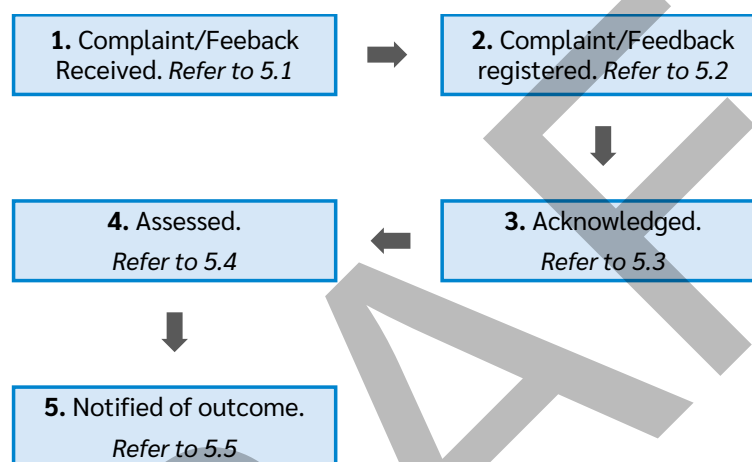 1. Complaint/Feeback
Received. Refer to 5.1
2. Complaint/Feedback
registered. Refer to 5.2
3. Acknowledged.
Refer to 5.3
4. Assessed.
Refer to 5.4
5. Notified of outcome.
Refer to 5.5